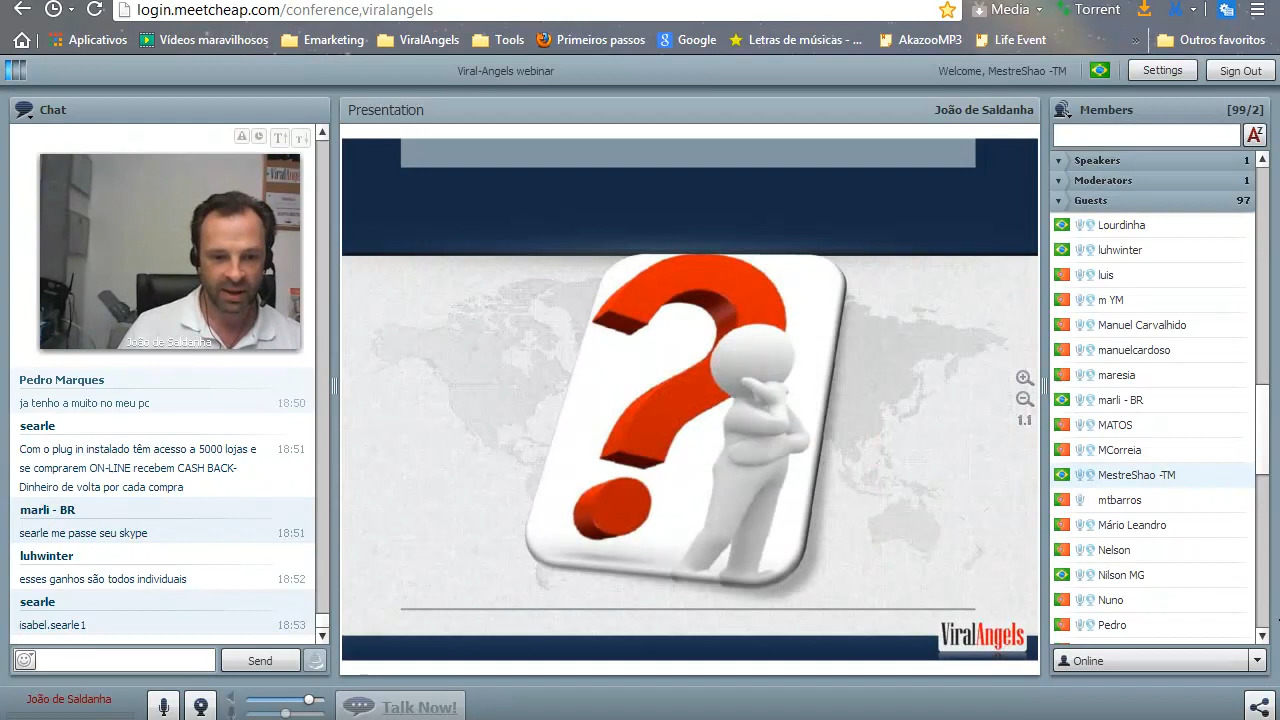 login.meetcheap.com/conference,viralangels
Media
Torrent
Aplicativos
Vídeos maravilhosos
Emarketing
ViralAngels
Tools
Primeiros passos
Google
Letras de músicas - ...
AkazooMP3
Life Event
»
Outros favoritos
Viral-Angels webinar
Welcome, MestreShao -TM
Settings
Sign Out
Chat
João de Saldanha
Pedro Marques
ja tenho a muito no meu pc 18:50
searle
Com o plug in instalado têm acesso a 5000 lojas e 18:51
se comprarem ON-LINE recebem CASH BACK-
Dinheiro de volta por cada compra
marli - BR
searle me passe seu skype 18:51
luhwinter
esses ganhos são todos individuais 18:52
searle
isabel.searle1 18:53
Send
João de Saldanha
Talk Now!
Presentation
João de Saldanha
?
1:1
ViralAngels
Members [99/2]
Speakers 1
Moderators 1
Guests 97
Lourdinha
luhwinter
luis
m YM
Manuel Carvalhido
manuelcardoso
maresia
marli - BR
MATOS
MCorreia
MestreShao -TM
mtbarros
Mário Leandro
Nelson
Nilson MG
Nuno
Pedro
Online